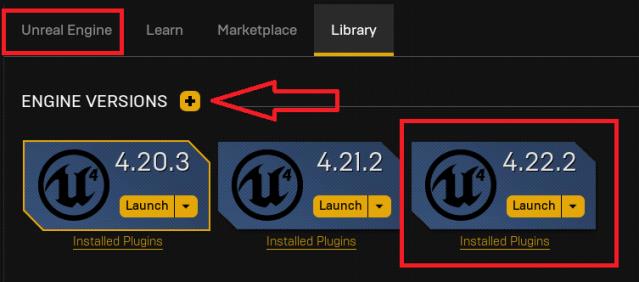 Unreal Engine Learn Marketplace Library
ENGINE VERSIONS
4.20.3 4.21.2 4.22.2
Launch Launch Launch
Installed Plugins Installed Plugins Installed Plugins